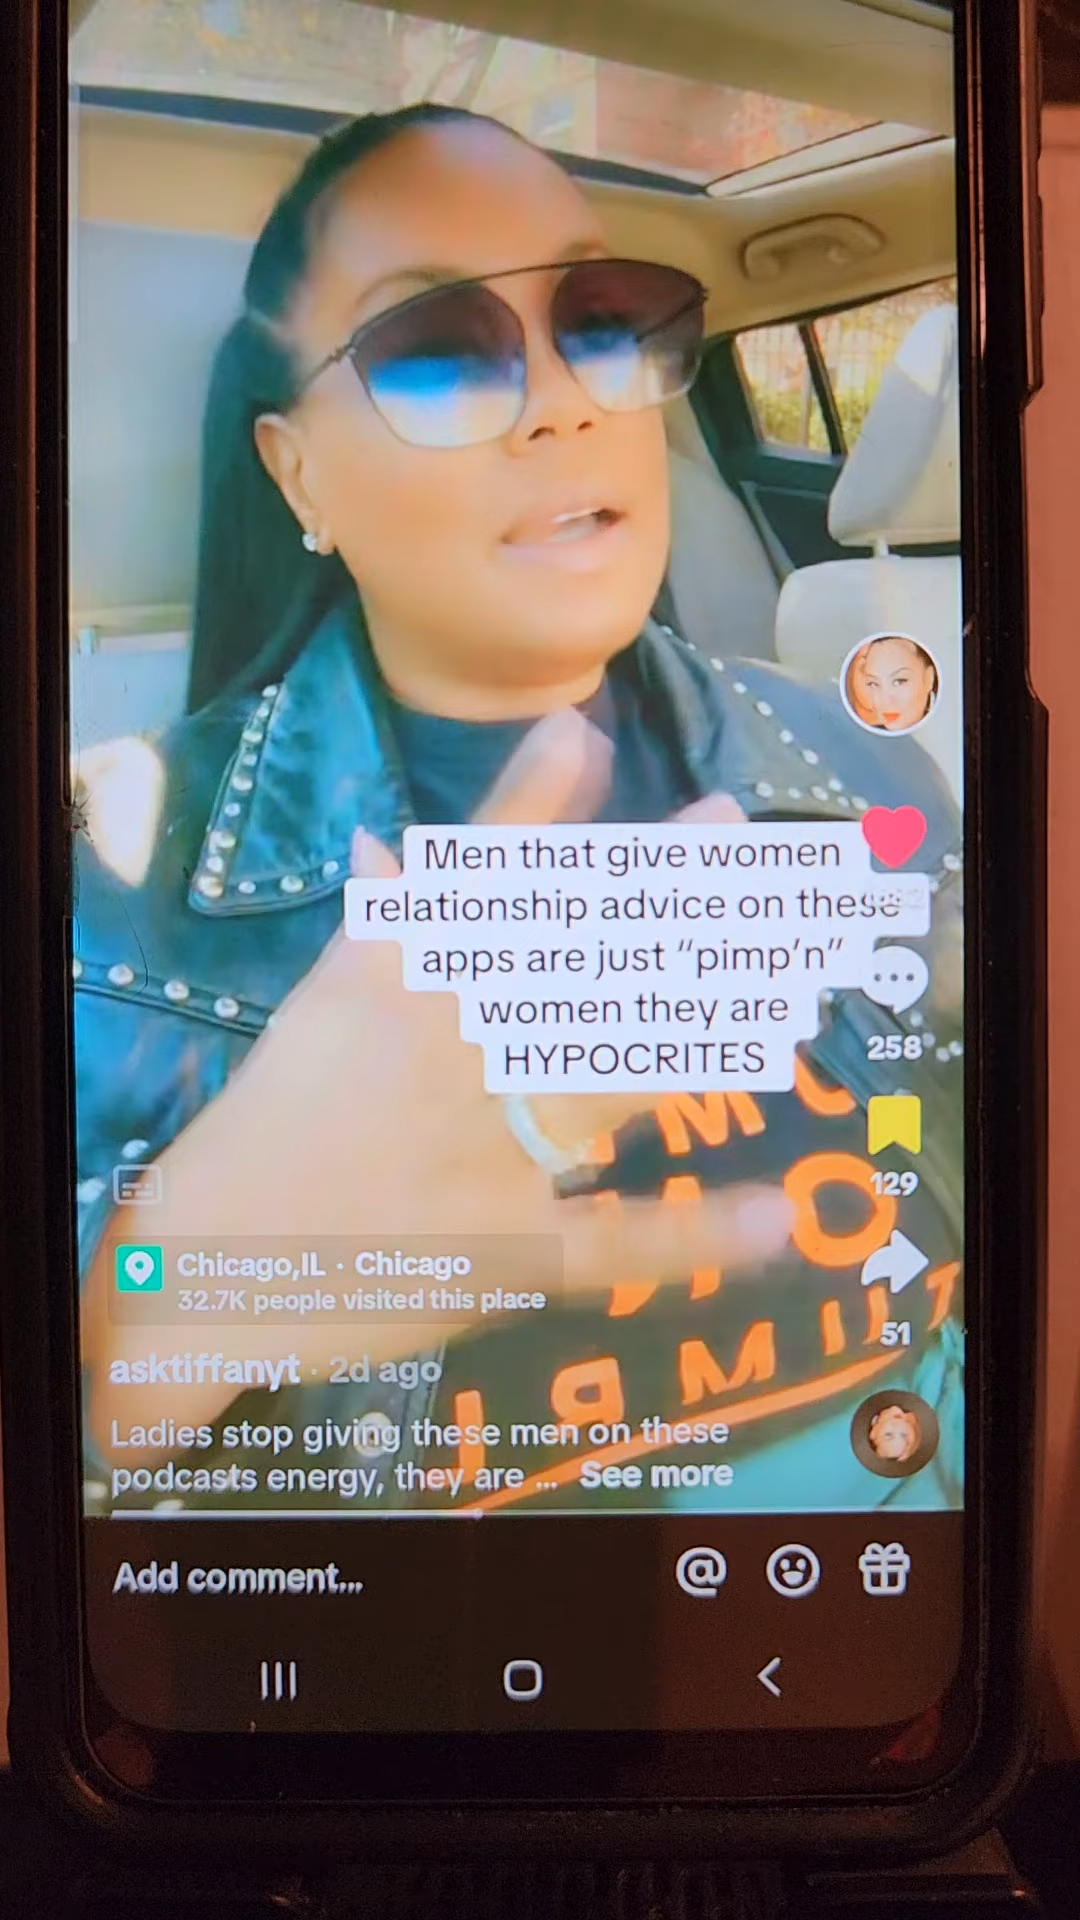 Men that give women
relationship advice on these
apps are just “pimp’n”
women they are
HYPOCRITES
258
129
Chicago,IL · Chicago
32.7K people visited this place
51
asktiffanyt · 2d ago
Ladies stop giving these men on these
podcasts energy, they are ... See more
Add comment...